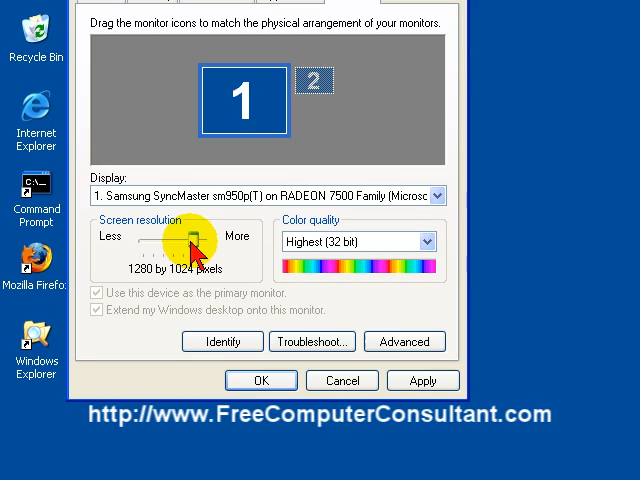 Drag the monitor icons to match the physical arrangement of your monitors.
Recycle Bin
1
2
Internet
Explorer
Display:
1. Samsung SyncMaster sm950p(T) on RADEON 7500 Family (Microsc
Command
Prompt
Screen resolution
Color quality
Less
More
Highest (32 bit)
1280 by 1024 pixels
Mozilla Firefo
Use this device as the primary monitor.
Extend my Windows desktop onto this monitor.
Identify
Troubleshoot...
Advanced
Windows
Explorer
OK
Cancel
Apply
http://www.FreeComputerConsultant.com